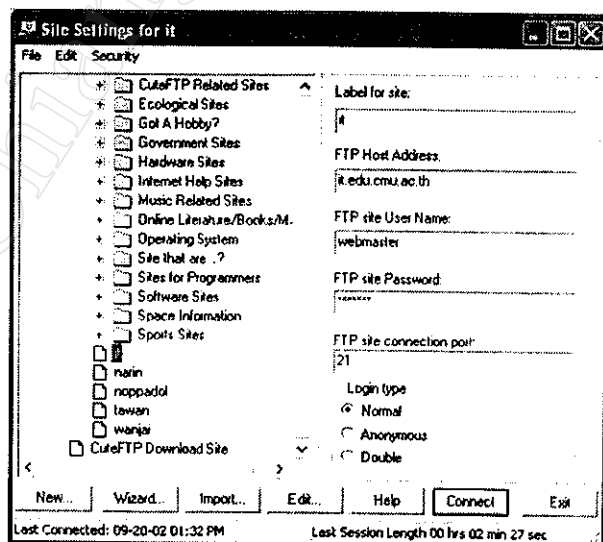 Site Settings for it
File Edit Security
CuteFTP Related Sites
Ecological Sites
Got A Hobby?
Government Sites
Hardware Sites
Internet Help Sites
Music Related Sites
Online Literature/Books/M.
Operating System
Site that are .?
Sites for Programmers
Software Sites
Space Information
Sports Sites
it
narin
noppadol
tawan
wanjai
CuteFTP Download Site
Label for site:
it
FTP Host Address:
it.edu.cmu.ac.th
FTP site User Name:
webmaster
FTP site Password:
********
FTP site connection port:
21
Login type
Normal
Anonymous
Double
New... Wizard... Import... Edit... Help Connect Exit
Last Connected: 09-20-02 01:32 PM
Last Session Length 00 hrs 02 min 27 sec